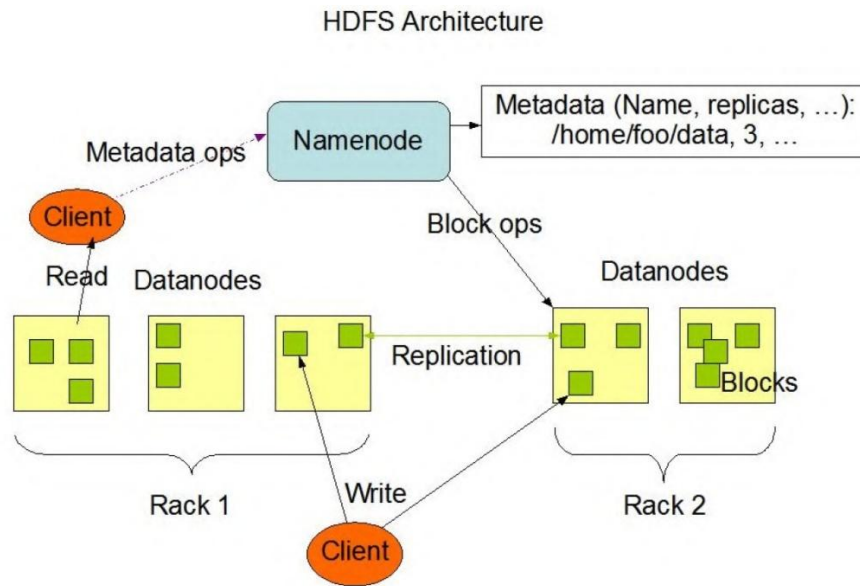 HDFS Architecture
Metadata (Name, replicas, …):
/home/foo/data, 3, …
Namenode
Metadata ops
Client
Block ops
Read
Datanodes
Datanodes
Replication
Blocks
Rack 1
Write
Rack 2
Client